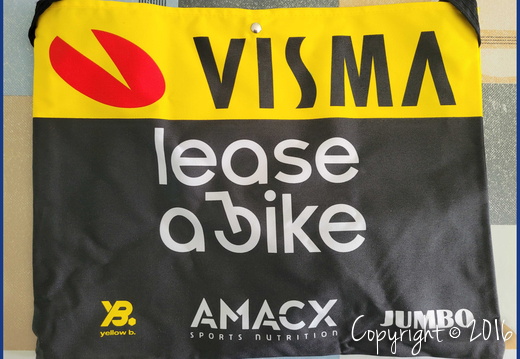 VISMA
lease
a bike
YB.
yellow b.
AMACX
SPORTS NUTRITION
JUMBO
Copyright © 2016